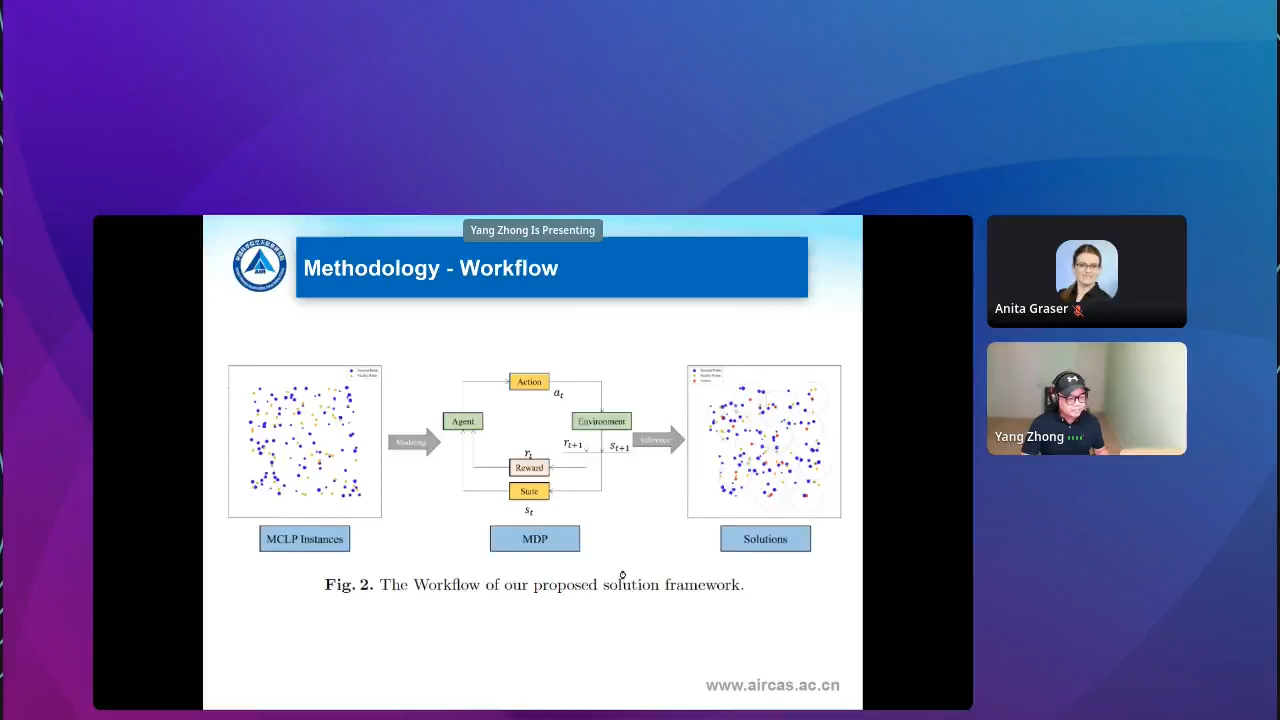 Yang Zhong Is Presenting
AIR
Methodology - Workflow
Action
a_t
Agent
Environment
Modeling
Inference
r_{t+1}
s_{t+1}
r_t
Reward
State
s_t
MCLP Instances
MDP
Solutions
Fig. 2. The Workflow of our proposed solution framework.
www.aircas.ac.cn
Anita Graser
Yang Zhong